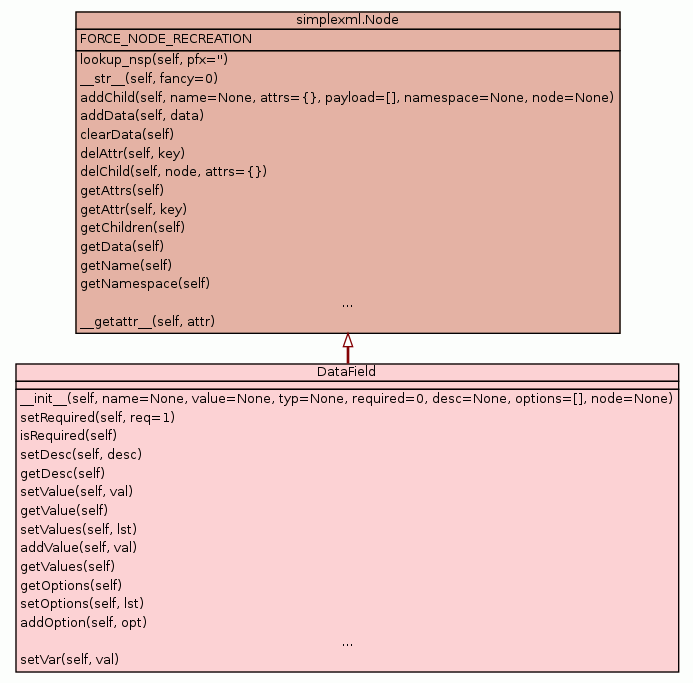 simplexml.Node
FORCE_NODE_RECREATION
lookup_nsp(self, pfx='')
__str__(self, fancy=0)
addChild(self, name=None, attrs={}, payload=[], namespace=None, node=None)
addData(self, data)
clearData(self)
delAttr(self, key)
delChild(self, node, attrs={})
getAttrs(self)
getAttr(self, key)
getChildren(self)
getData(self)
getName(self)
getNamespace(self)
...
__getattr__(self, attr)
DataField
__init__(self, name=None, value=None, typ=None, required=0, desc=None, options=[], node=None)
setRequired(self, req=1)
isRequired(self)
setDesc(self, desc)
getDesc(self)
setValue(self, val)
getValue(self)
setValues(self, lst)
addValue(self, val)
getValues(self)
getOptions(self)
setOptions(self, lst)
addOption(self, opt)
...
setVar(self, val)